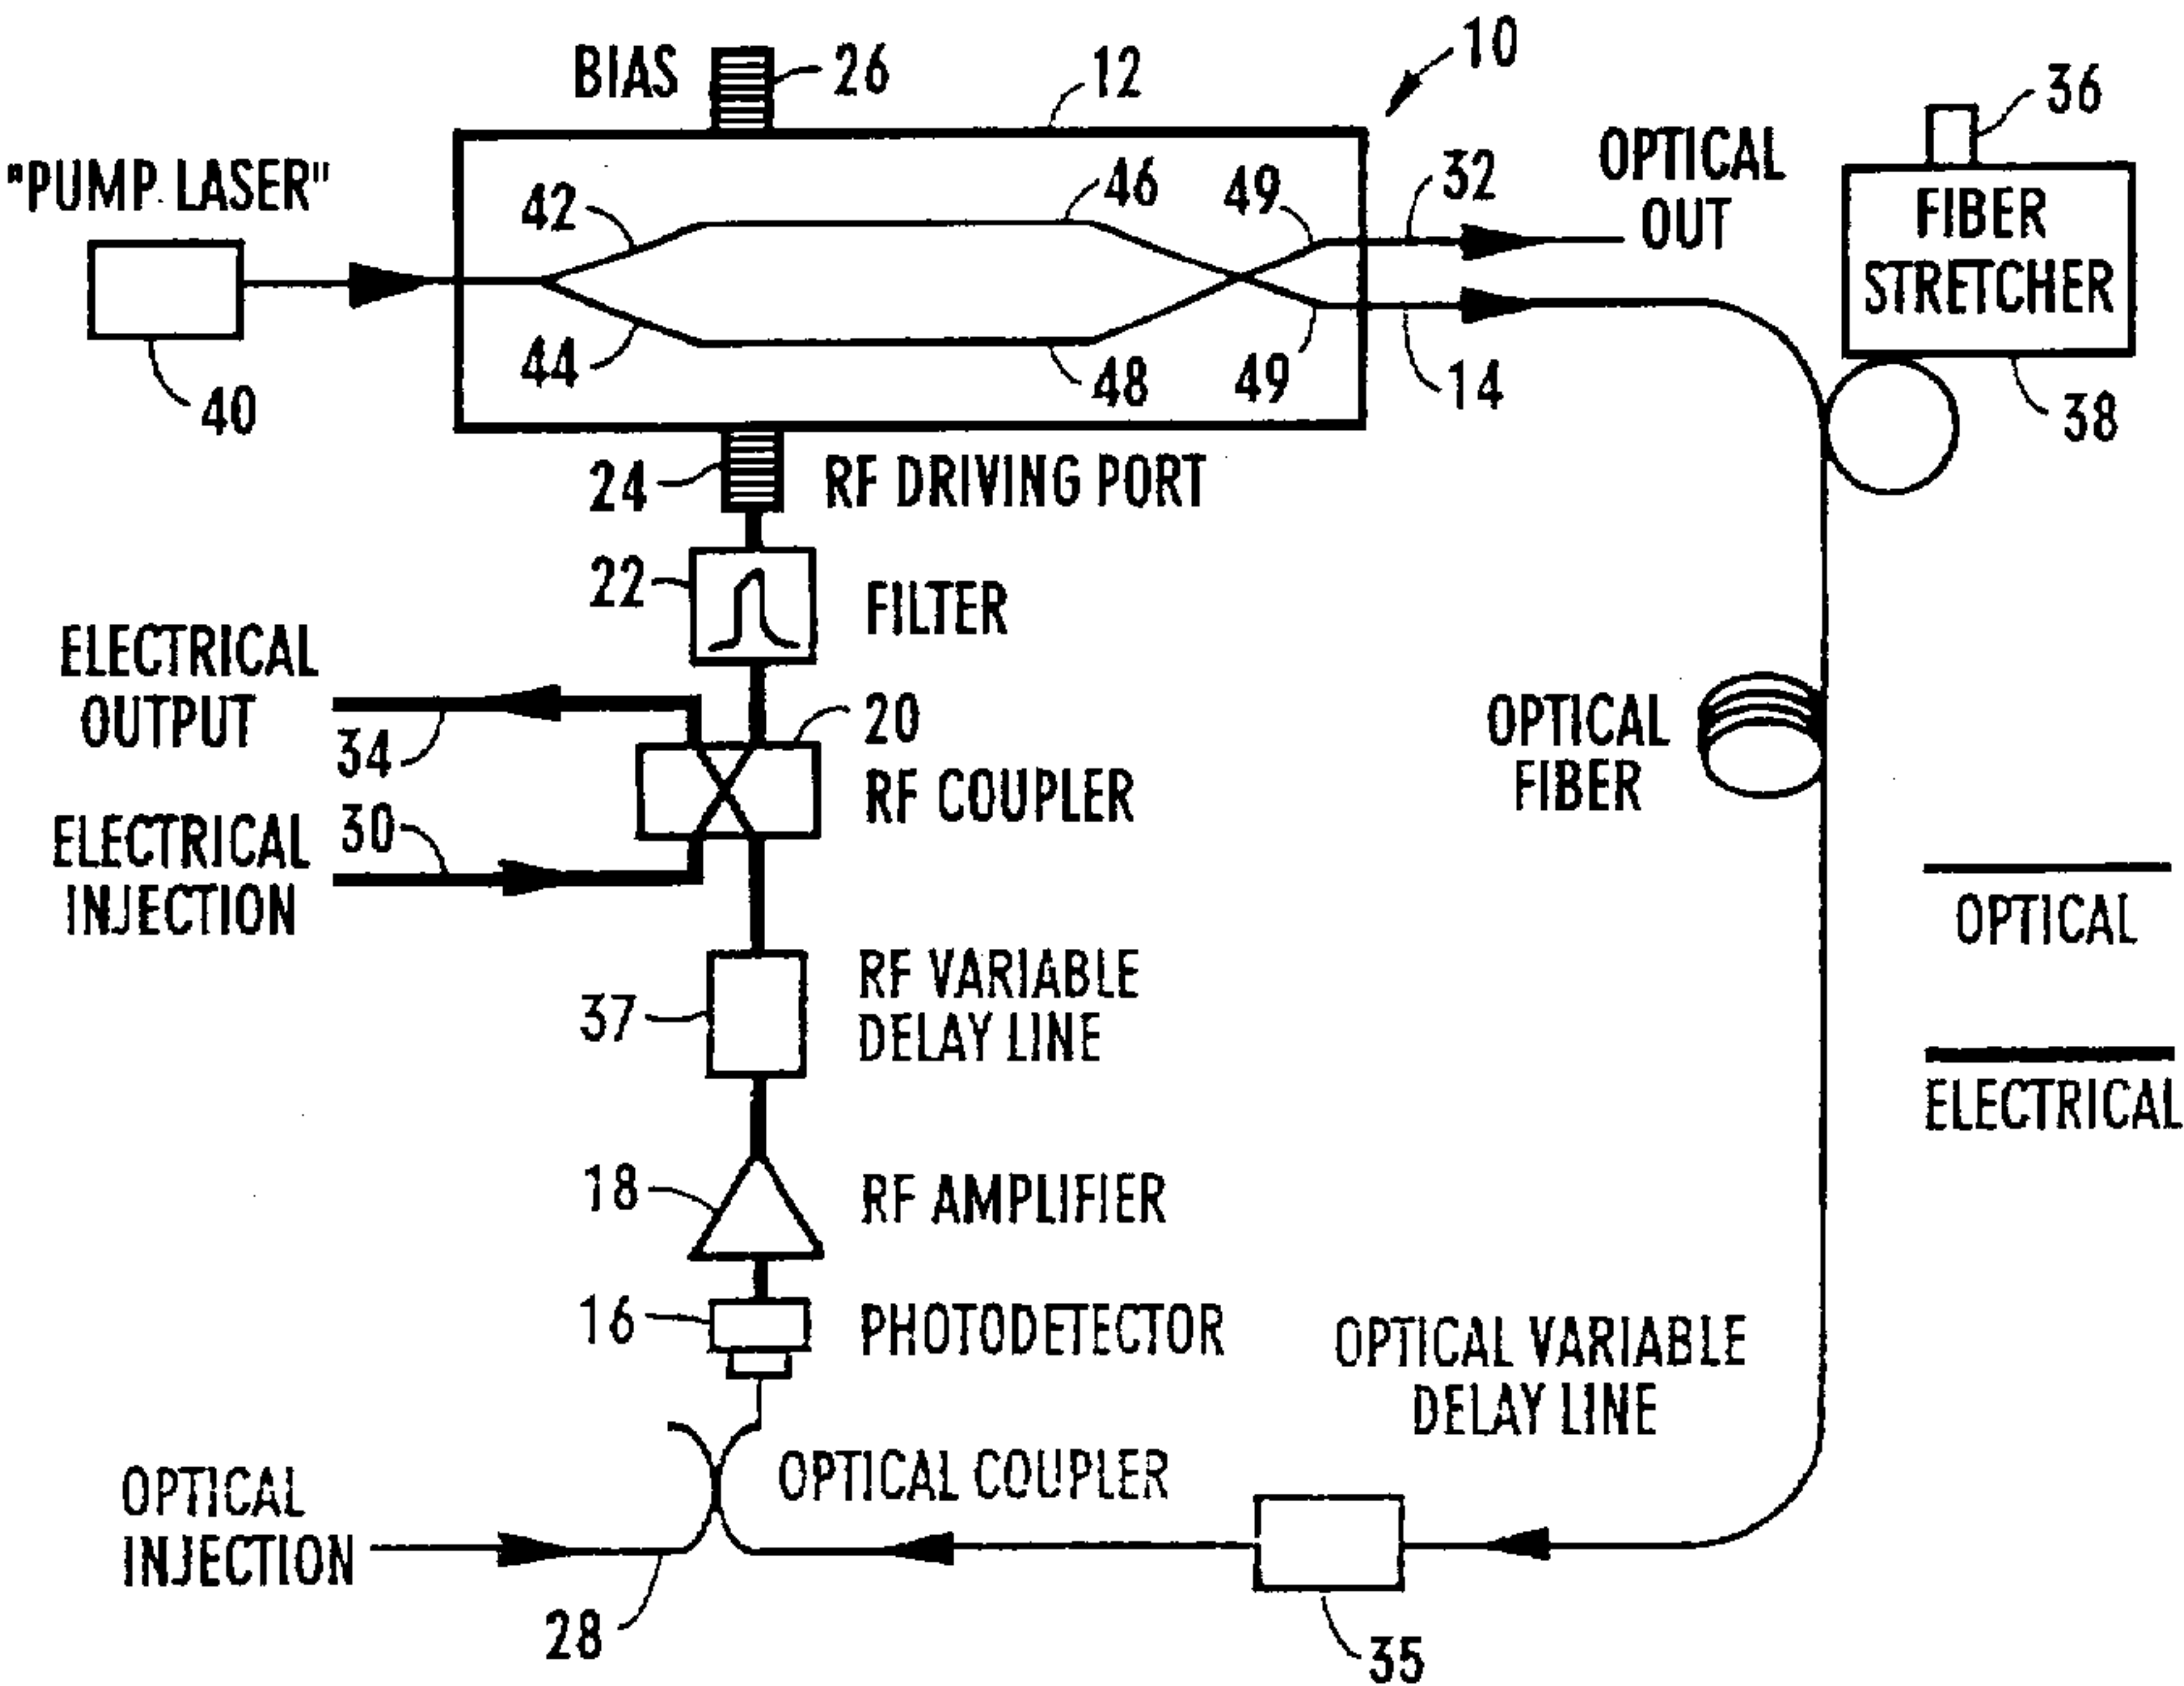 BIAS
26
12
10
36
"PUMP LASER"
42
46
49
32
OPTICAL
OUT
FIBER
STRETCHER
40
44
48
49
14
38
24
RF DRIVING PORT
22
FILTER
ELECTRICAL
OUTPUT
34
20
RF COUPLER
OPTICAL
FIBER
30
ELECTRICAL
INJECTION
OPTICAL
37
RF VARIABLE
DELAY LINE
ELECTRICAL
18
RF AMPLIFIER
16
PHOTODETECTOR
OPTICAL VARIABLE
DELAY LINE
OPTICAL
INJECTION
OPTICAL COUPLER
28
35